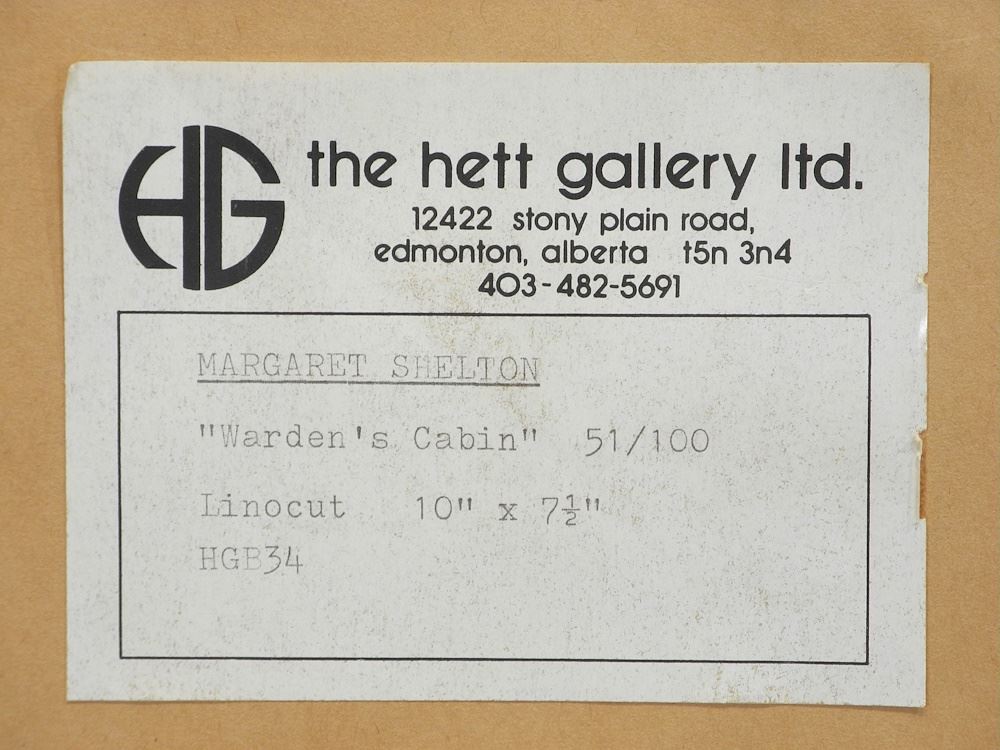 HG
the hett gallery ltd.
12422 stony plain road,
edmonton, alberta t5n 3n4
403-482-5691
MARGARET SHELTON
"Warden's Cabin" 51/100
Linocut 10" x 7½"
HGB34